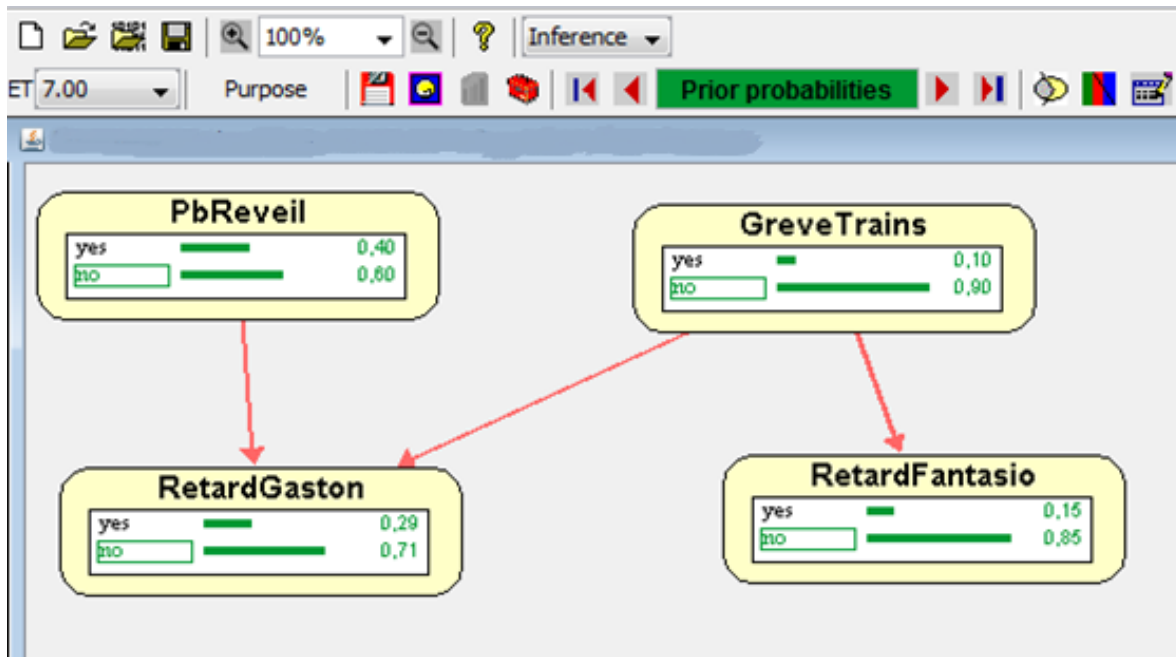 100% Inference
ET 7.00 Purpose Prior probabilities
PbReveil
yes 0,40
no 0,60
GreveTrains
yes 0,10
no 0,90
RetardGaston
yes 0,29
no 0,71
RetardFantasio
yes 0,15
no 0,85